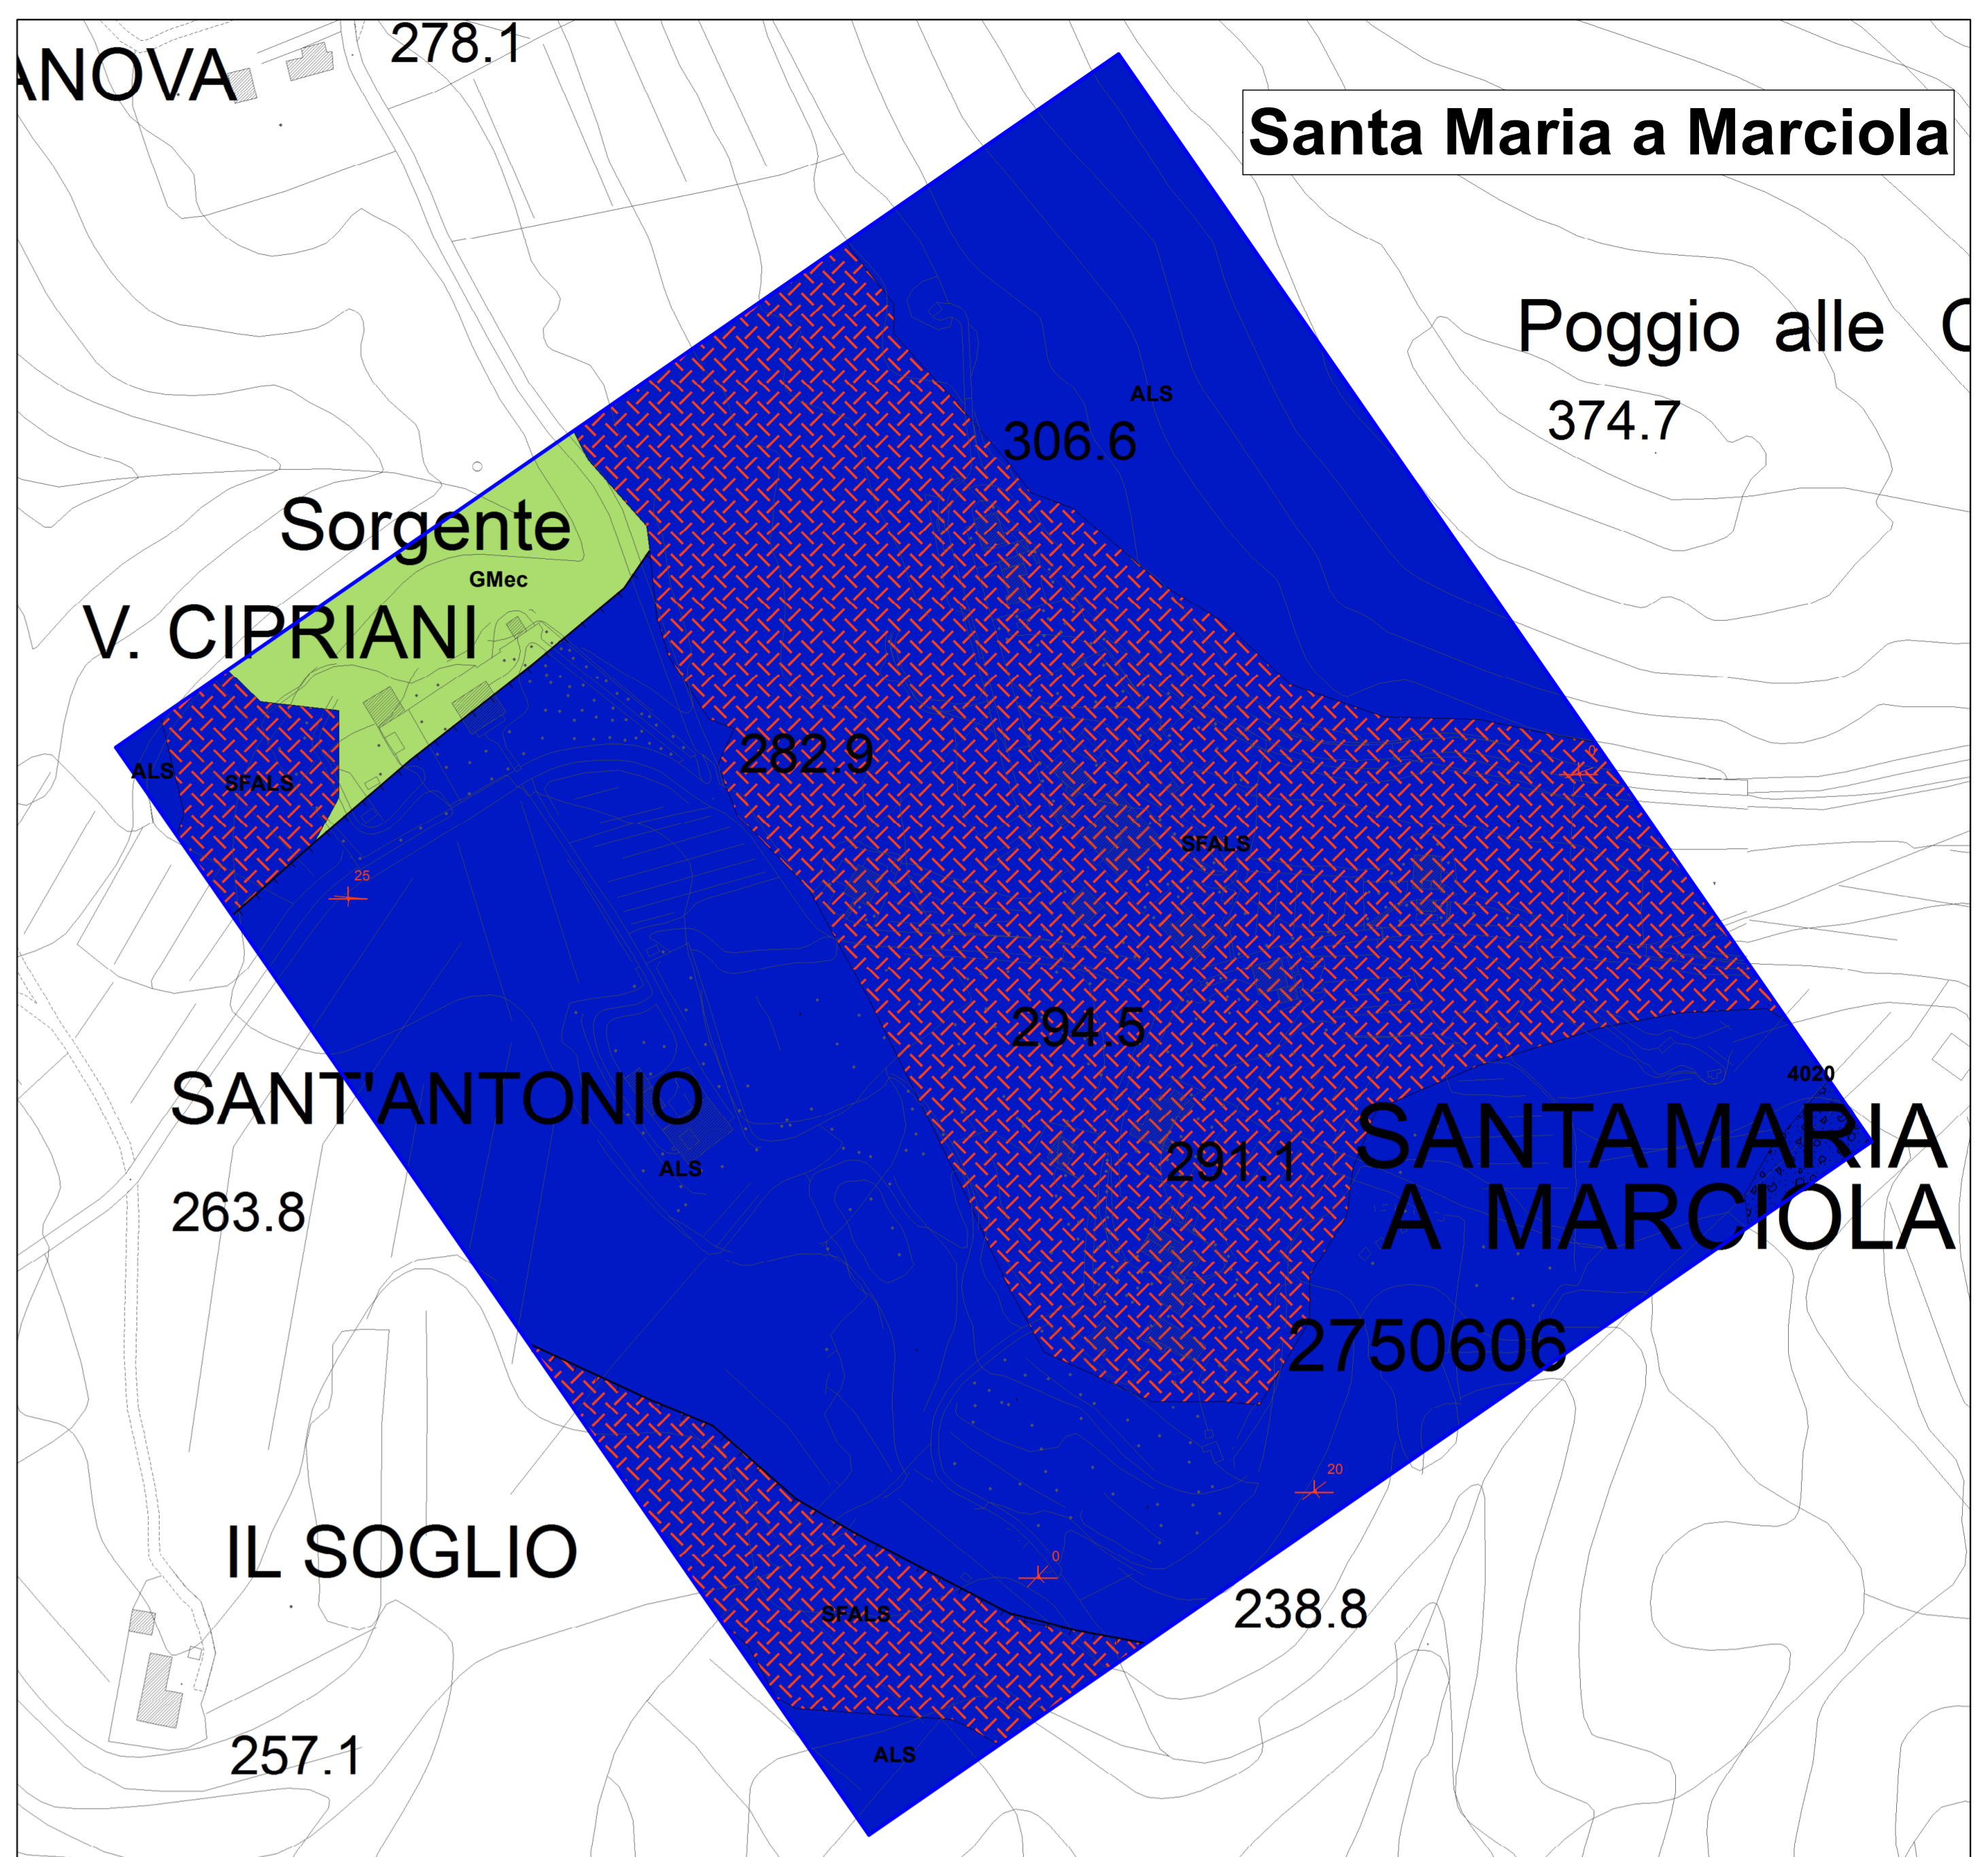 278.1
ANOVA
Santa Maria a Marciola
Poggio alle C
374.7
ALS
306.6
Sorgente
GMec
V. CIPRIANI
282.9
0
ALS
SFALS
SFALS
25
294.5
4020
SANT'ANTONIO
SANTA MARIA
A MARCIOLA
291.1
ALS
263.8
2750606
20
IL SOGLIO
0
SFALS
238.8
257.1
ALS